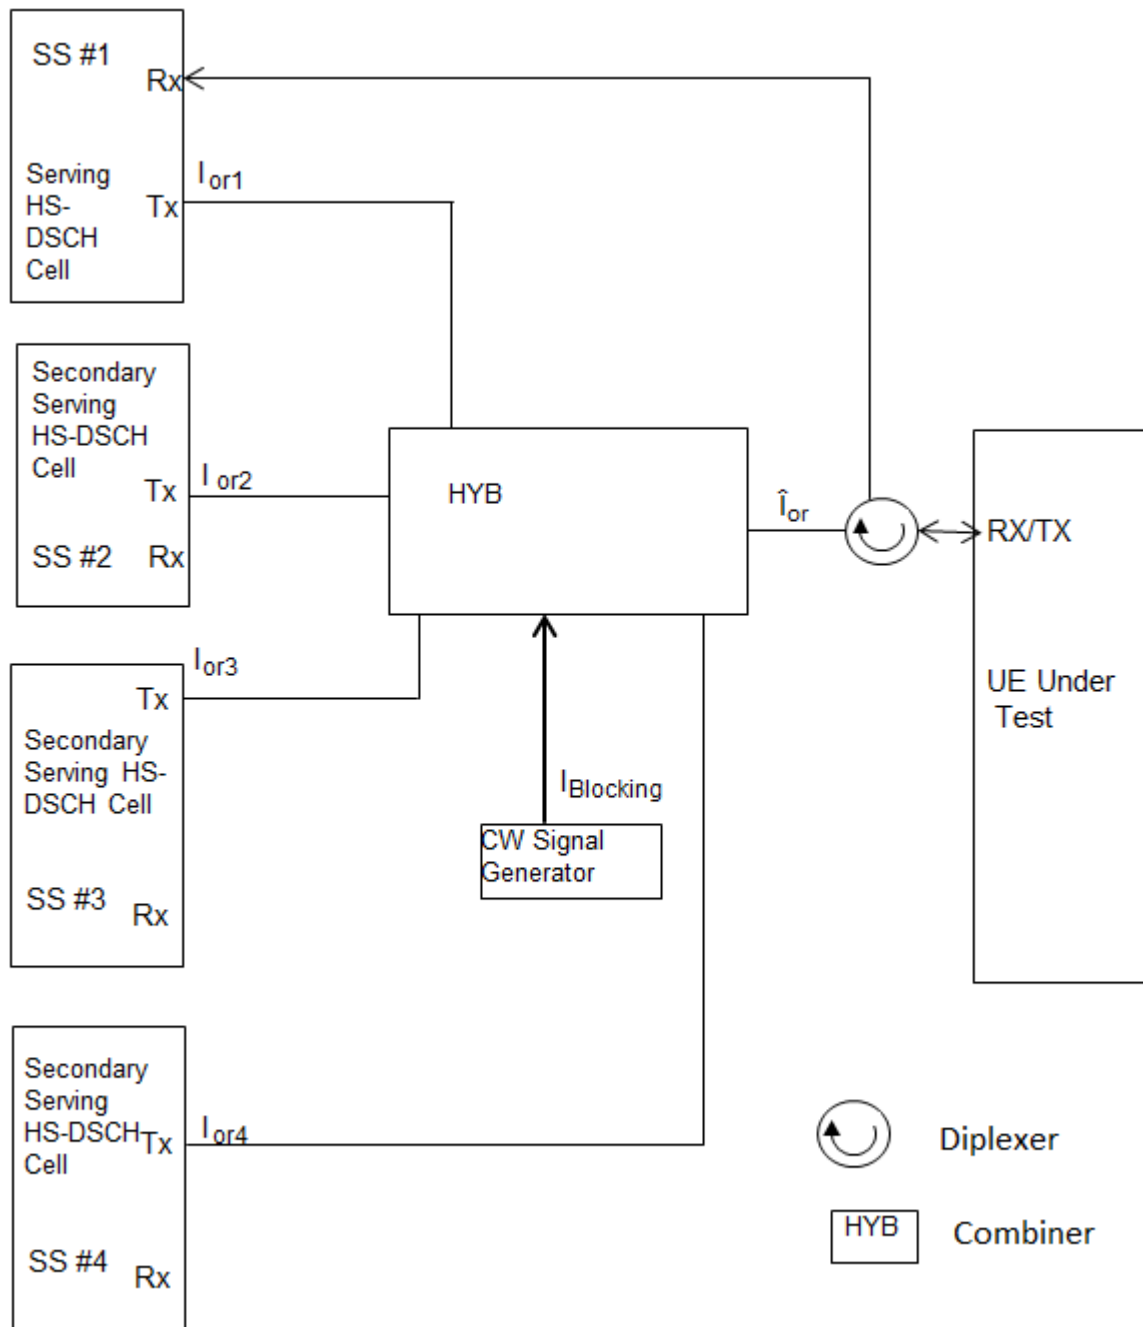 SS #1
Rx
Serving
HS-
DSCH
Cell
Tx
I or1
Secondary
Serving
HS-DSCH
Cell
Tx
I or2
SS #2
Rx
HYB
Îor
RX/TX
UE Under
Test
Ior3
Tx
Secondary
Serving HS-
DSCH Cell
SS #3
Rx
IBlocking
CW Signal
Generator
Secondary
Serving
HS-DSCH
Cell
Tx
Ior4
SS #4
Rx
Diplexer
HYB
Combiner